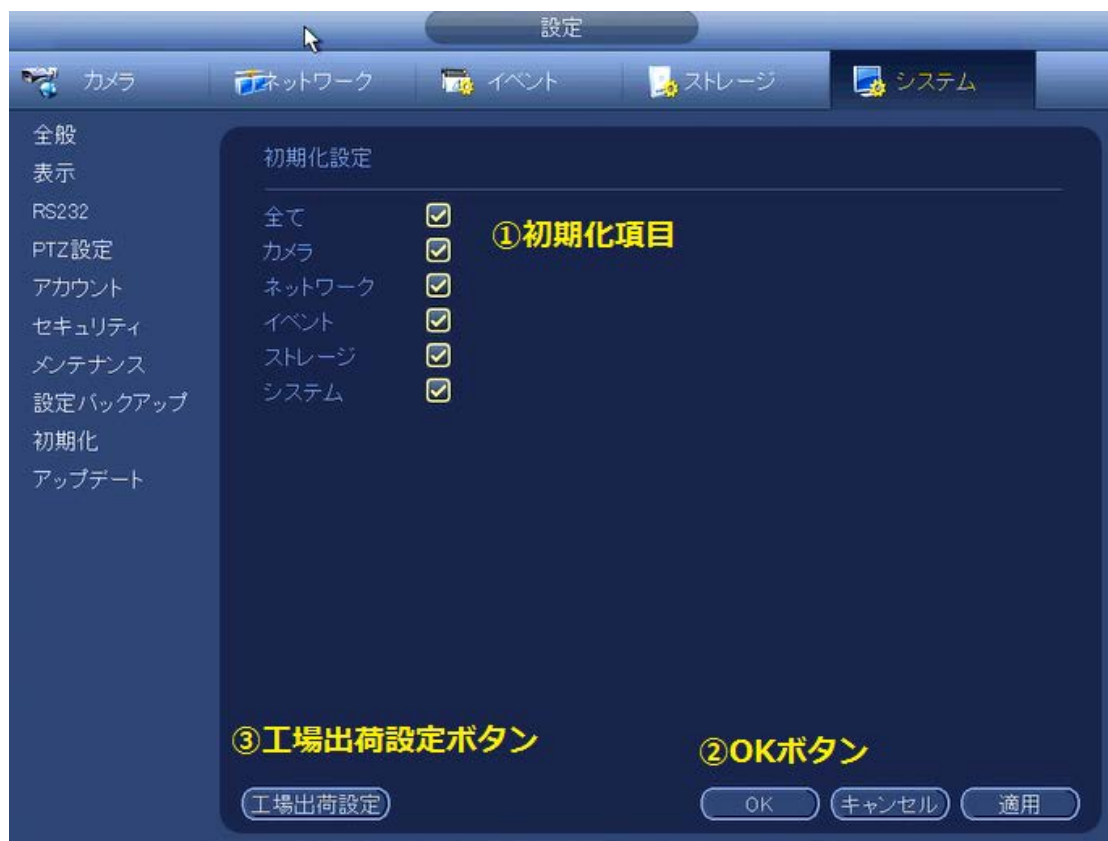 設定
カメラ ネットワーク イベント ストレージ システム
全般
表示
RS232
PTZ設定
アカウント
セキュリティ
メンテナンス
設定バックアップ
初期化
アップデート
初期化設定
全て
カメラ
ネットワーク
イベント
ストレージ
システム
①初期化項目
③工場出荷設定ボタン
②OKボタン
工場出荷設定 OK キャンセル 適用